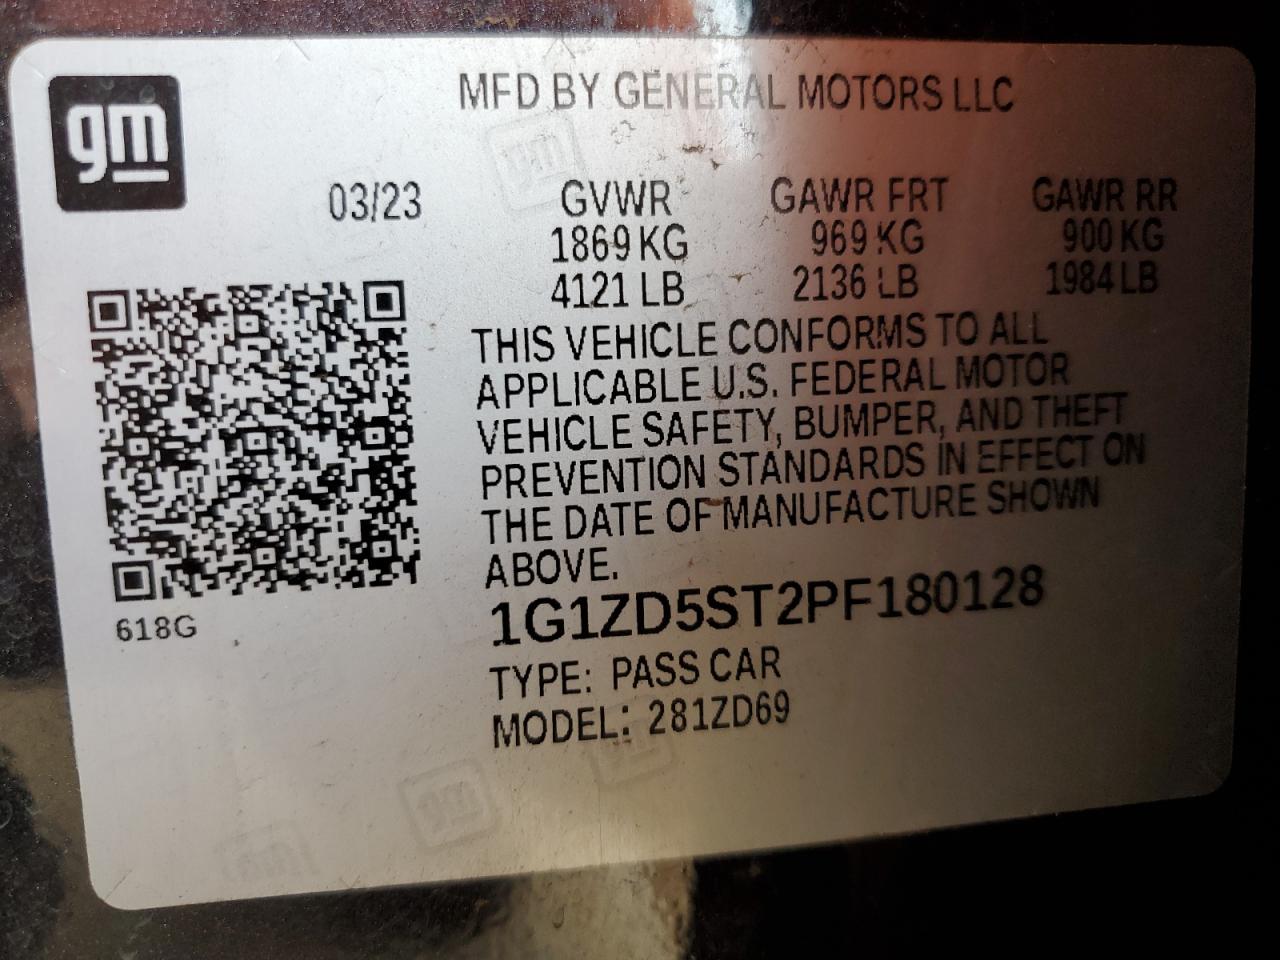 gm
MFD BY GENERAL MOTORS LLC
03/23
GVWR GAWR FRT GAWR RR
1869 KG 969 KG 900 KG
4121 LB 2136 LB 1984 LB
THIS VEHICLE CONFORMS TO ALL
APPLICABLE U.S. FEDERAL MOTOR
VEHICLE SAFETY, BUMPER, AND THEFT
PREVENTION STANDARDS IN EFFECT ON
THE DATE OF MANUFACTURE SHOWN
ABOVE.
618G
1G1ZD5ST2PF180128
TYPE: PASS CAR
MODEL: 281ZD69
gm